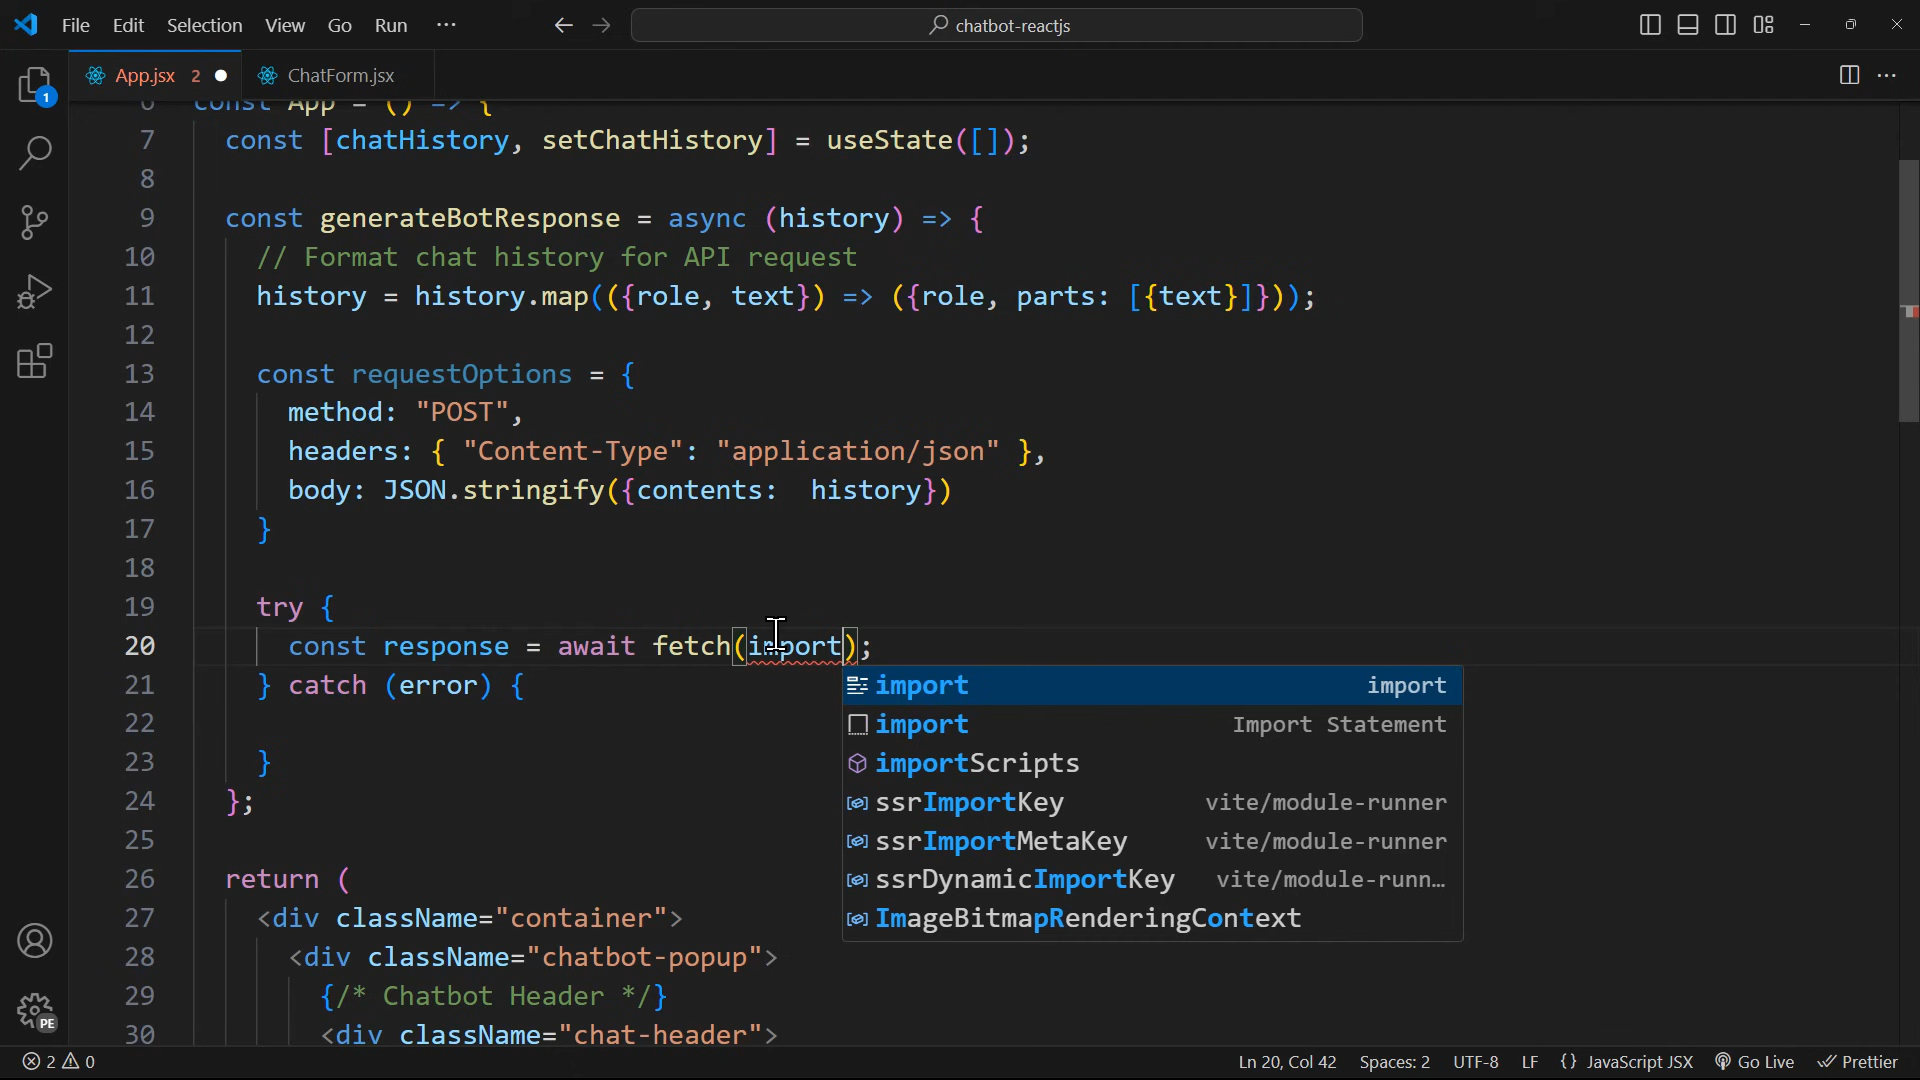 File Edit Selection View Go Run ···
chatbot-reactjs
App.jsx 2 ChatForm.jsx
1
6 const App = () => {
7 const [chatHistory, setChatHistory] = useState([]);
8
9 const generateBotResponse = async (history) => {
10 // Format chat history for API request
11 history = history.map(({role, text}) => ({role, parts: [{text}]}));
12
13 const requestOptions = {
14 method: "POST",
15 headers: { "Content-Type": "application/json" },
16 body: JSON.stringify({contents:  history})
17 }
18
19 try {
20 const response = await fetch(import);
21 } catch (error) {
22
23 }
24 };
25
26 return (
27 <div className="container">
28 <div className="chatbot-popup">
29 {/* Chatbot Header */}
30 <div className="chat-header">
import import
import Import Statement
importScripts
ssrImportKey vite/module-runner
ssrImportMetaKey vite/module-runner
ssrDynamicImportKey vite/module-runn…
ImageBitmapRenderingContext
PE
2 0 Ln 20, Col 42 Spaces: 2 UTF-8 LF {} JavaScript JSX Go Live Prettier